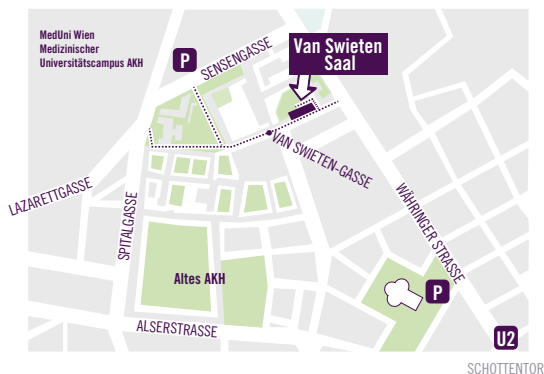 MedUni Wien
Medizinischer
Universitätscampus AKH
P
SENSENGASSE
Van Swieten
Saal
VAN SWIETEN-GASSE
LAZARETTGASSE
SPITALGASSE
WÄHRINGER STRASSE
Altes AKH
P
ALSERSTRASSE
U2
SCHOTTENTOR